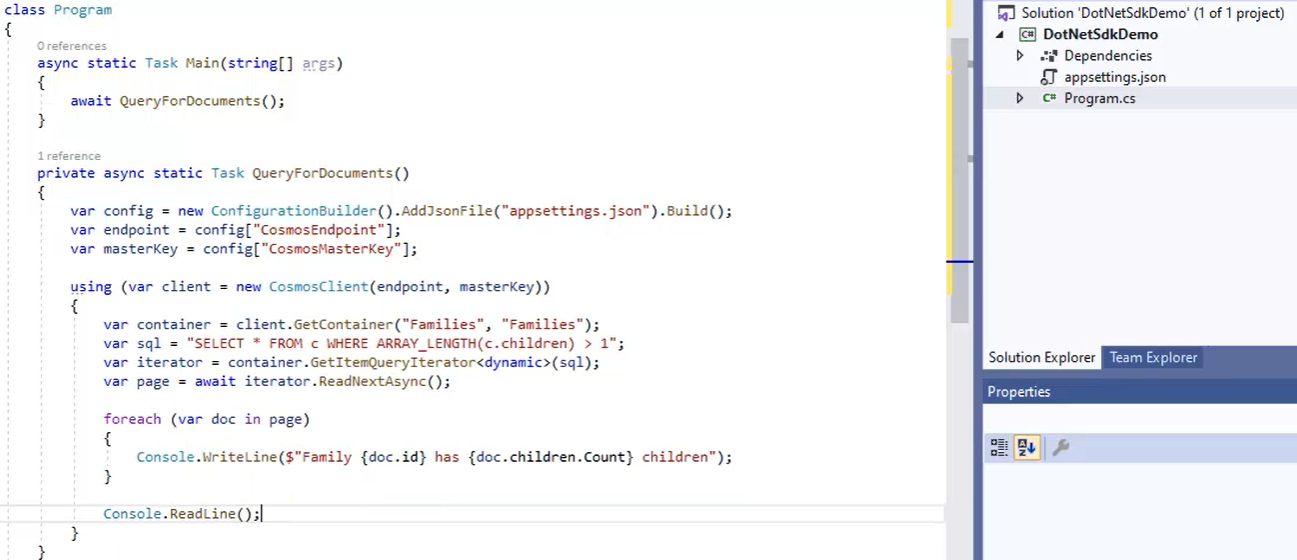 class Program
{
0 references
async static Task Main(string[] args)
{
await QueryForDocuments();
}
1 reference
private async static Task QueryForDocuments()
{
var config = new ConfigurationBuilder().AddJsonFile("appsettings.json").Build();
var endpoint = config["CosmosEndpoint"];
var masterKey = config["CosmosMasterKey"];
using (var client = new CosmosClient(endpoint, masterKey))
{
var container = client.GetContainer("Families", "Families");
var sql = "SELECT * FROM c WHERE ARRAY_LENGTH(c.children) > 1";
var iterator = container.GetItemQueryIterator<dynamic>(sql);
var page = await iterator.ReadNextAsync();
foreach (var doc in page)
{
Console.WriteLine($"Family {doc.id} has {doc.children.Count} children");
}
Console.ReadLine();
}
}
Solution 'DotNetSdkDemo' (1 of 1 project)
C# DotNetSdkDemo
Dependencies
appsettings.json
C# Program.cs
Solution Explorer Team Explorer
Properties